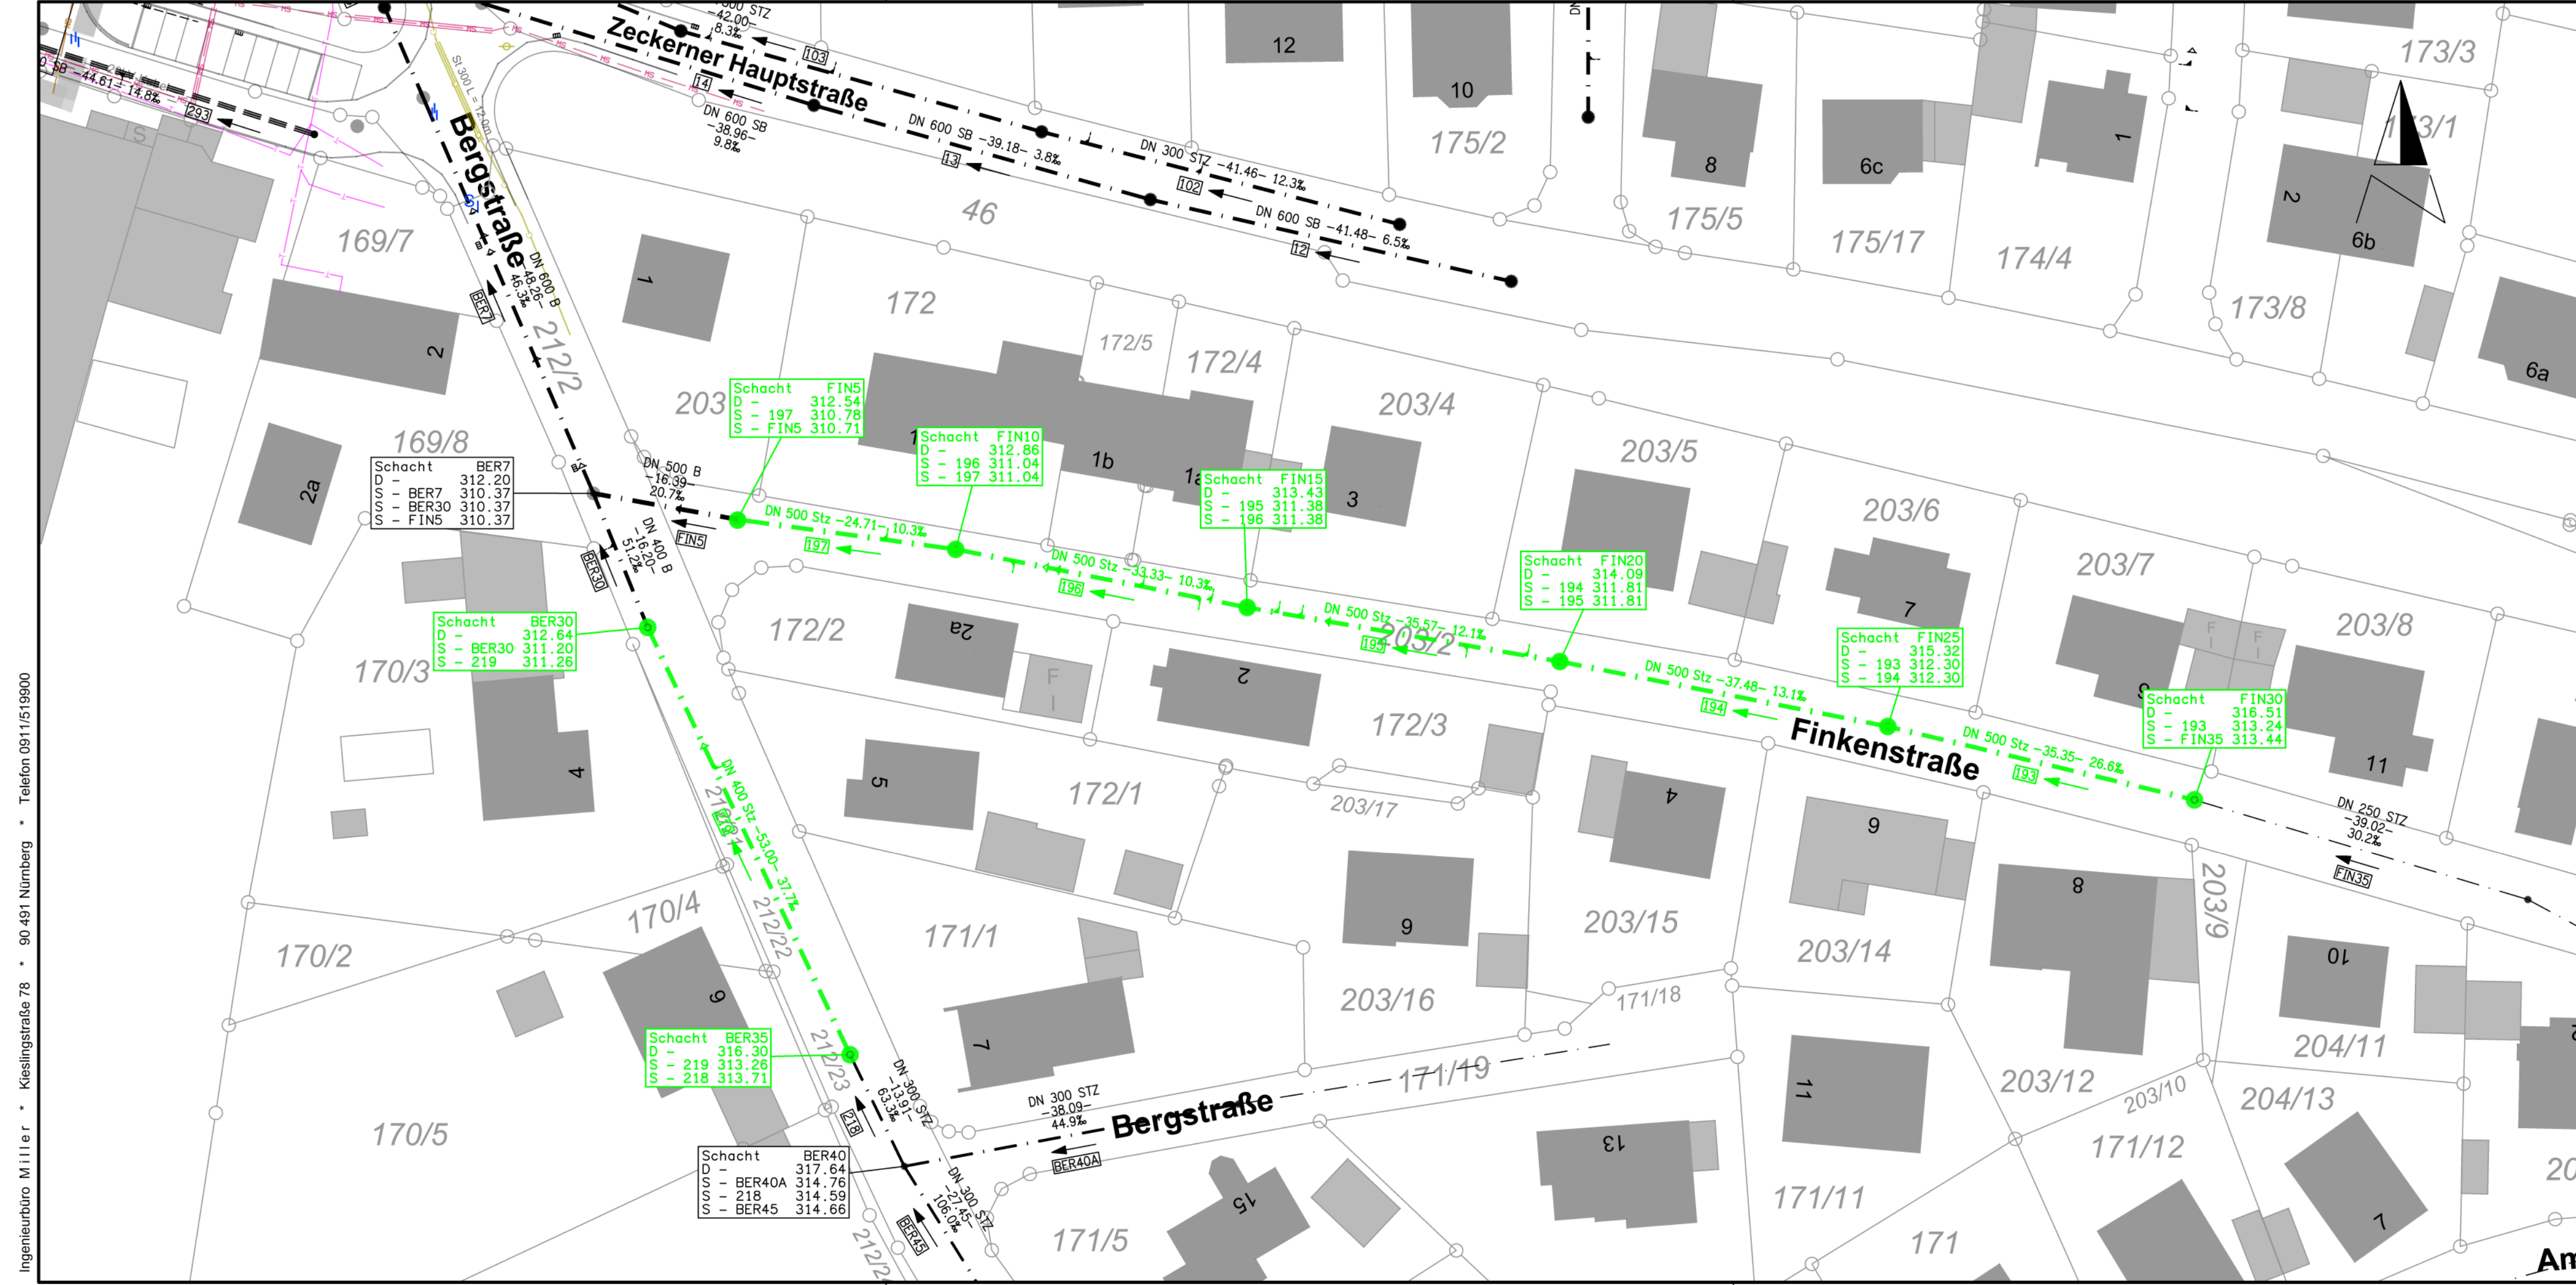 Zeckerner Hauptstraße
-42.00-
8.3‰
103
14
DN 600 SB
-38.96-
9.8‰
DN 600 SB -39.18- 3.8‰
13
DN 300 STZ -41.46- 12.3‰
102
DN 600 SB -41.48- 6.5‰
12
SB -44.61- 14.8‰
293
St 300 L = 12.0m
MS
Bergstraße
DN 600 B
-48.26-
46.3‰
BER7
212/2
12
10
8
6c
1
2
6b
6a
173/3
173/1
175/2
175/5
175/17
174/4
173/8
46
169/7
172
172/5
172/4
203/4
203/5
203/6
203/7
203/8
1
2
2a
169/8
203
1b
3
7
11
Schacht FIN5
D - 312.54
S - 197 310.78
S - FIN5 310.71
Schacht FIN10
D - 312.86
S - 196 311.04
S - 197 311.04
Schacht FIN15
D - 313.43
S - 195 311.38
S - 196 311.38
Schacht FIN20
D - 314.09
S - 194 311.81
S - 195 311.81
Schacht FIN25
D - 315.32
S - 193 312.30
S - 194 312.30
Schacht FIN30
D - 316.51
S - 193 313.24
S - FIN35 313.44
Schacht BER7
D - 312.20
S - BER7 310.37
S - BER30 310.37
S - FIN5 310.37
DN 500 B
-16.39-
20.7‰
FIN5
DN 400 B
-16.20-
51.2‰
BER30
DN 500 Stz -24.71- 10.3‰
197
DN 500 Stz -33.33- 10.3‰
196
DN 500 Stz -35.57- 12.1‰
195
203/2
DN 500 Stz -37.48- 13.1‰
194
DN 500 Stz -35.35- 26.6‰
193
Finkenstraße
DN 250 STZ
-39.02-
30.2‰
FIN35
Schacht BER30
D - 312.64
S - BER30 311.20
S - 219 311.26
170/3
4
172/2
2a
F
I
2
172/3
5
172/1
203/17
4
6
8
203/9
10
DN 400 Stz -53.00- 37.7‰
219
212/21
212/22
170/4
170/2
9
171/1
7
6
203/15
203/14
203/16
171/18
171/19
204/11
Schacht BER35
D - 316.30
S - 219 313.26
S - 218 313.71
212/23
DN 300 STZ
-13.91-
63.3‰
218
DN 300 STZ
-38.09-
44.9‰
BER40A
Bergstraße
11
203/12
203/10
204/13
170/5
Schacht BER40
D - 317.64
S - BER40A 314.76
S - 218 314.59
S - BER45 314.66
DN 300 STZ
-27.45-
106.0‰
BER45
171/5
15
13
171/11
171/12
171
7
Ingenieurbüro Miller * Kieslingstraße 78 * 90 491 Nürnberg * Telefon 0911/519900